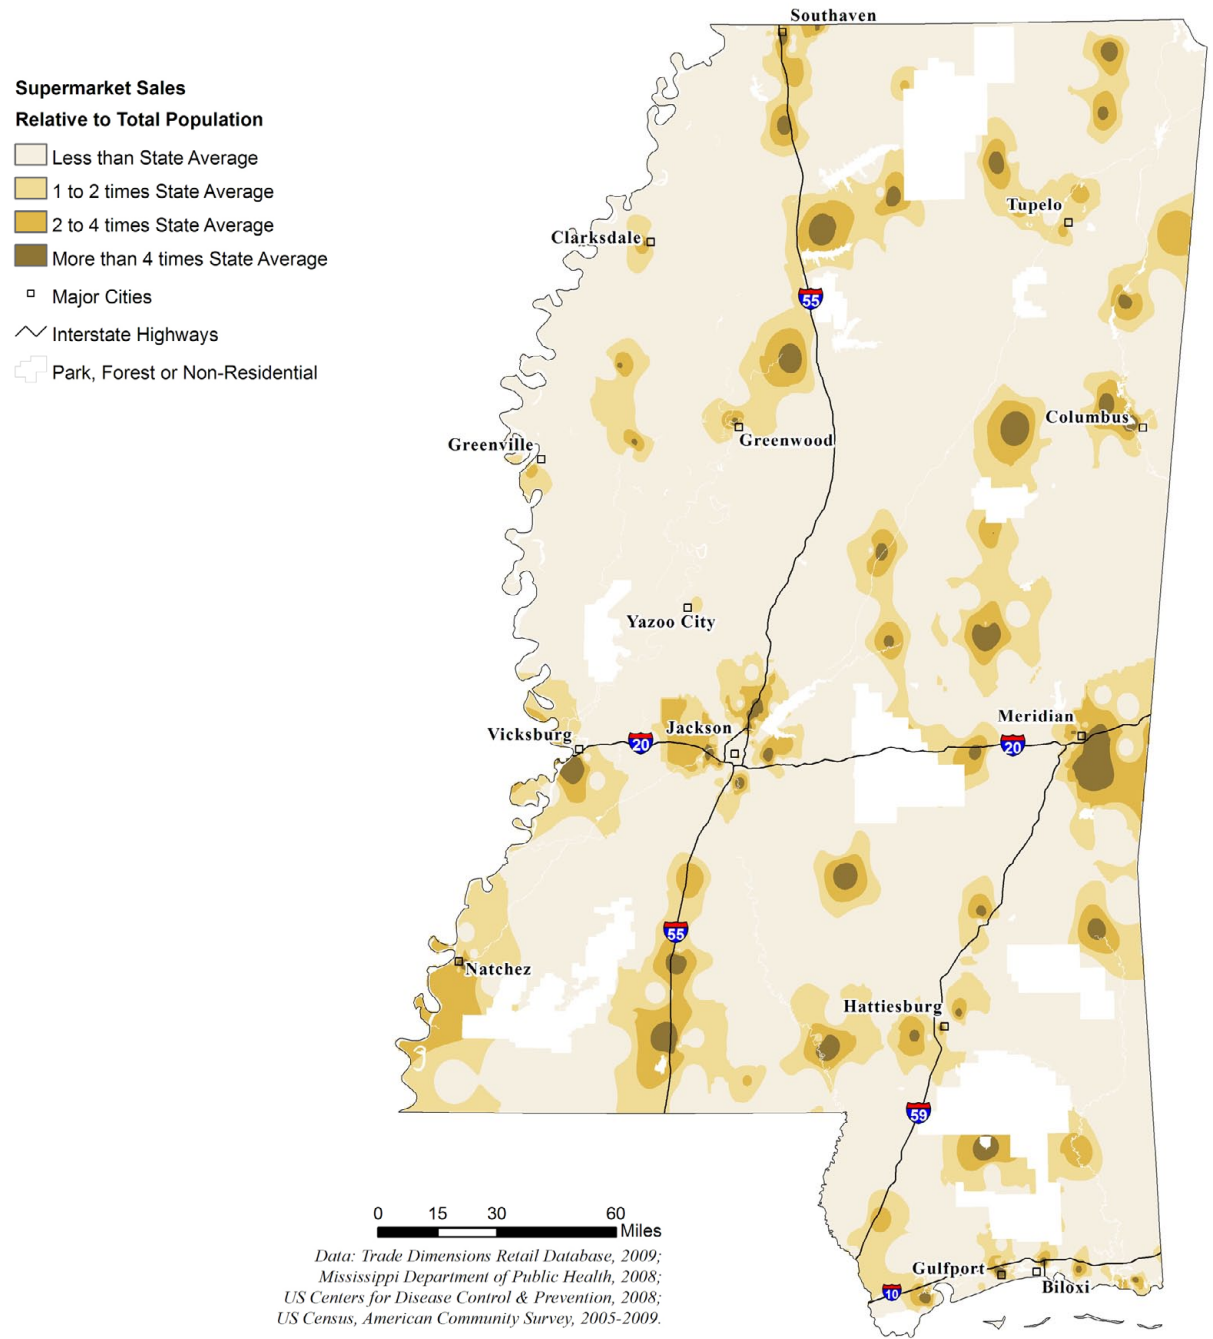 Southaven
Supermarket Sales
Relative to Total Population
Less than State Average
1 to 2 times State Average
2 to 4 times State Average
More than 4 times State Average
Major Cities
Interstate Highways
Park, Forest or Non-Residential
Tupelo
Clarksdale
55
Columbus
Greenwood
Greenville
Yazoo City
Meridian
Jackson
Vicksburg
20
20
55
Natchez
Hattiesburg
59
0 15 30 60
Miles
Data: Trade Dimensions Retail Database, 2009;
Mississippi Department of Public Health, 2008;
US Centers for Disease Control & Prevention, 2008;
US Census, American Community Survey, 2005-2009.
Gulfport
Biloxi
10